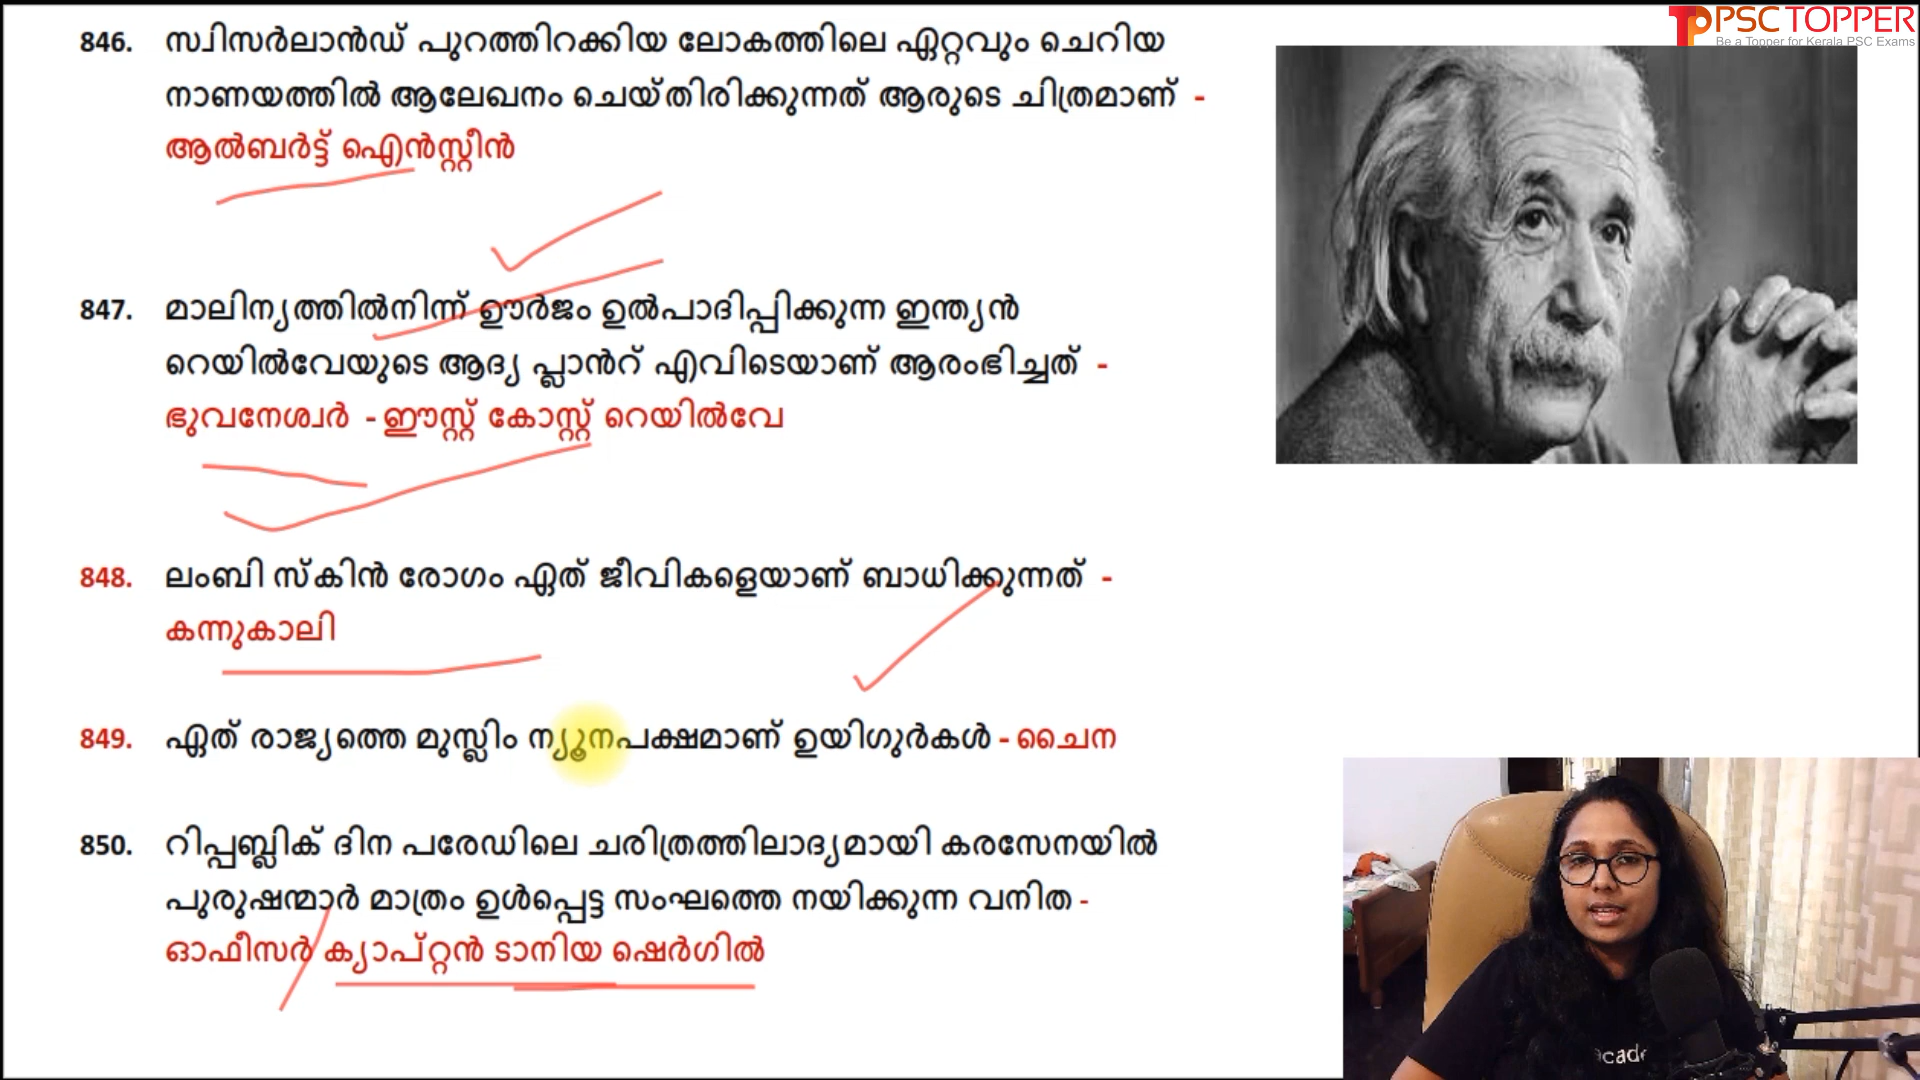 PSC TOPPER
Be a Topper for Kerala PSC Exams
846. സ്വിസർലാൻഡ് പുറത്തിറക്കിയ ലോകത്തിലെ ഏറ്റവും ചെറിയ
നാണയത്തിൽ ആലേഖനം ചെയ്തിരിക്കുന്നത് ആരുടെ ചിത്രമാണ് -
ആൽബർട്ട് ഐൻസ്റ്റീൻ
847. മാലിന്യത്തിൽനിന്ന് ഊർജം ഉൽപാദിപ്പിക്കുന്ന ഇന്ത്യൻ
റെയിൽവേയുടെ ആദ്യ പ്ലാൻറ് എവിടെയാണ് ആരംഭിച്ചത് -
ഭുവനേശ്വർ - ഈസ്റ്റ് കോസ്റ്റ് റെയിൽവേ
848. ലംബി സ്കിൻ രോഗം ഏത് ജീവികളെയാണ് ബാധിക്കുന്നത് -
കന്നുകാലി
849. ഏത് രാജ്യത്തെ മുസ്ലിം ന്യൂനപക്ഷമാണ് ഉയിഗുർകൾ - ചൈന
850. റിപ്പബ്ലിക് ദിന പരേഡിലെ ചരിത്രത്തിലാദ്യമായി കരസേനയിൽ
പുരുഷന്മാർ മാത്രം ഉൾപ്പെട്ട സംഘത്തെ നയിക്കുന്ന വനിത -
ഓഫീസർ ക്യാപ്റ്റൻ ടാനിയ ഷെർഗിൽ